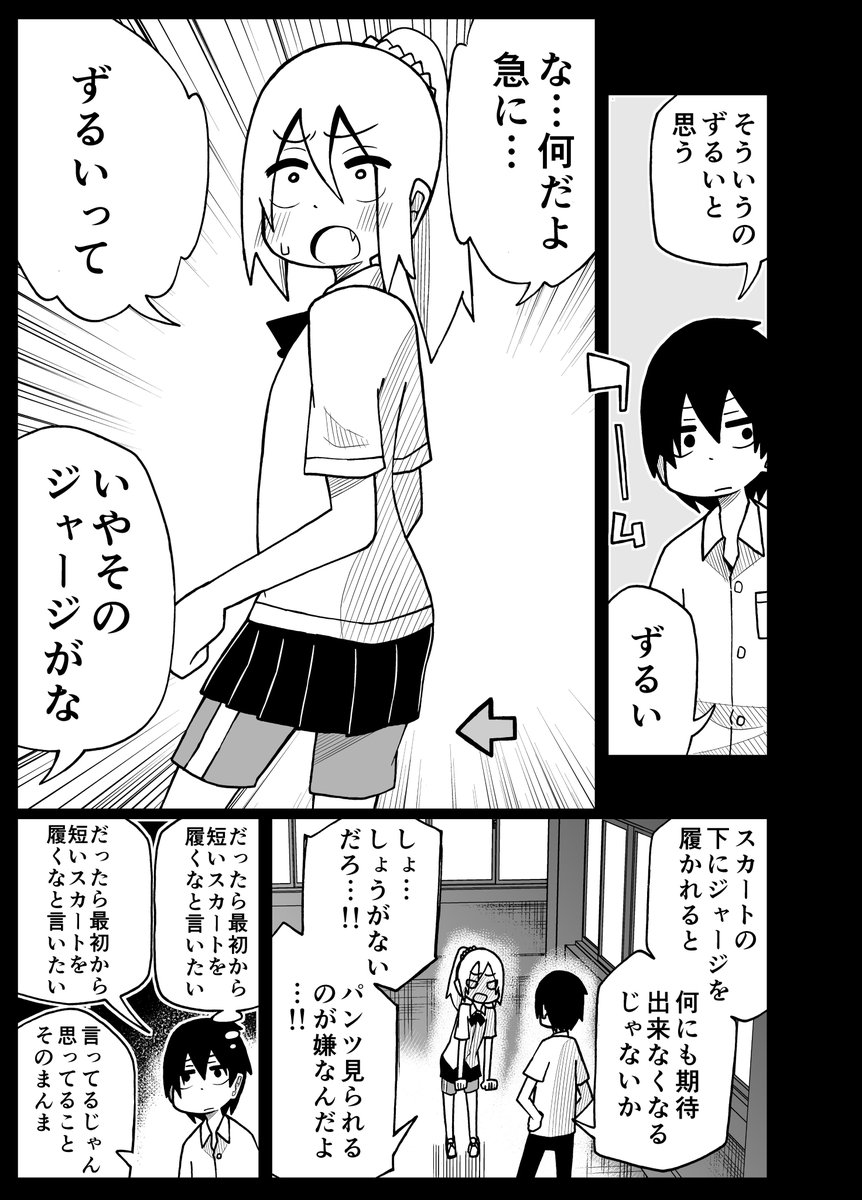 そういうの
ずるいと
思う
じーーム
ずるい
な…何だよ
急に…
ずるいって
いやその
ジャージがな
スカートの
下にジャージを
履かれると
何にも期待
出来なくなる
じゃないか
しょ…
しょうがない
だろ…!!
パンツ見られる
のが嫌なんだよ
…!!
だったら最初から
短いスカートを
履くなと言いたい
だったら最初から
短いスカートを
履くなと言いたい
言ってるじゃん
思ってること
そのまんま